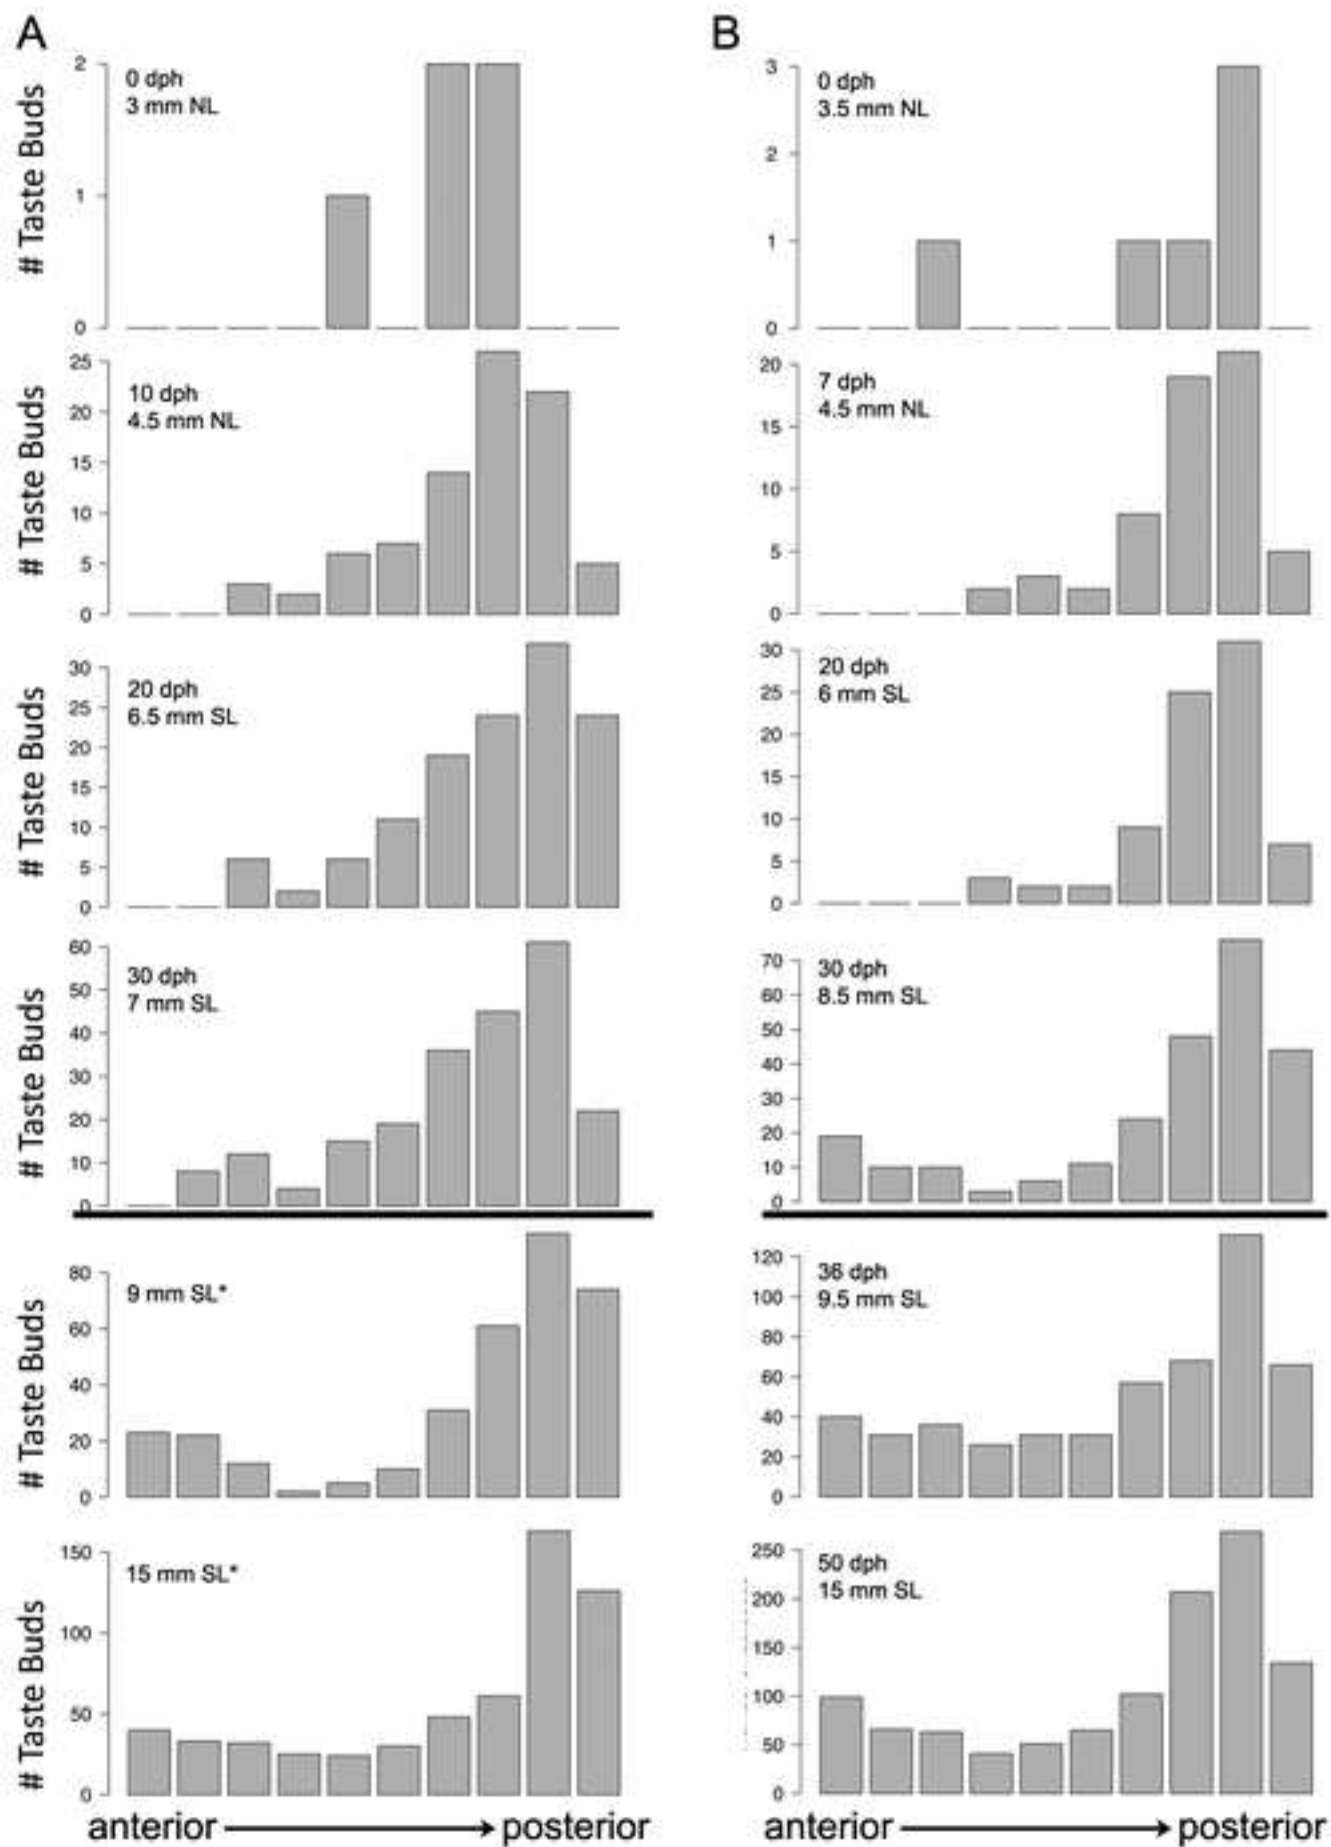 A
B
# Taste Buds
2
1
0
0 dph
3 mm NL
3
2
1
0
0 dph
3.5 mm NL
# Taste Buds
25
20
15
10
5
0
10 dph
4.5 mm NL
20
15
10
5
0
7 dph
4.5 mm NL
# Taste Buds
30
25
20
15
10
5
0
20 dph
6.5 mm SL
30
25
20
15
10
5
0
20 dph
6 mm SL
# Taste Buds
60
50
40
30
20
10
0
30 dph
7 mm SL
70
60
50
40
30
20
10
0
30 dph
8.5 mm SL
# Taste Buds
80
60
40
20
0
9 mm SL*
120
100
80
60
40
20
0
36 dph
9.5 mm SL
# Taste Buds
150
100
50
0
15 mm SL*
250
200
150
100
50
0
50 dph
15 mm SL
anterior posterior
anterior posterior